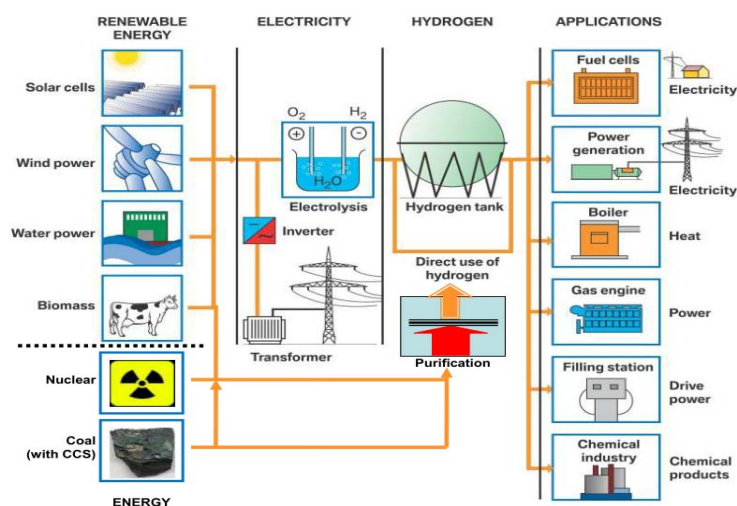 RENEWABLE
ENERGY
ELECTRICITY
HYDROGEN
APPLICATIONS
Solar cells
Wind power
Water power
Biomass
Nuclear
Coal
(with CCS)
ENERGY
O2
H2
+
−
H2O
Electrolysis
Inverter
Transformer
Hydrogen tank
Direct use of
hydrogen
Purification
Fuel cells
Electricity
Power
generation
Electricity
Boiler
Heat
Gas engine
Power
Filling station
Drive
power
Chemical
industry
Chemical
products